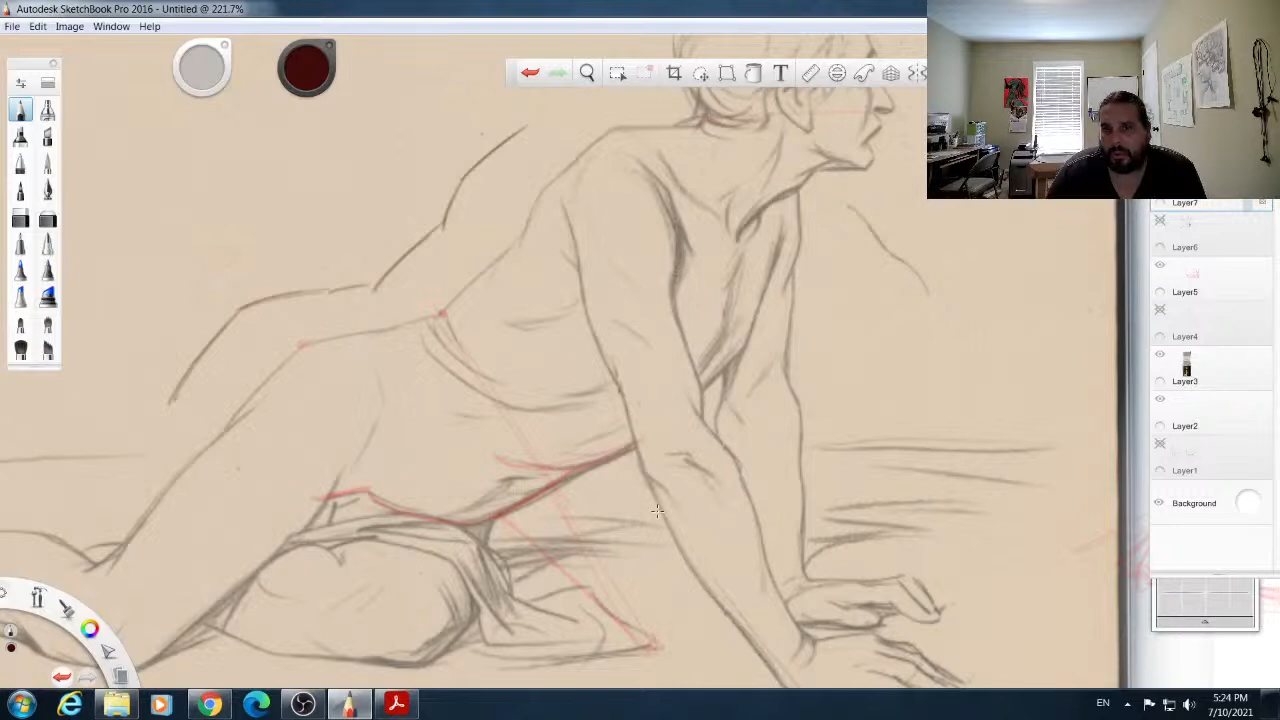 Autodesk SketchBook Pro 2016 - Untitled @ 221.7%
File Edit Image Window Help
T
Layer7
Layer6
Layer5
Layer4
Layer3
Layer2
Layer1
Background
EN
5:24 PM
7/10/2021